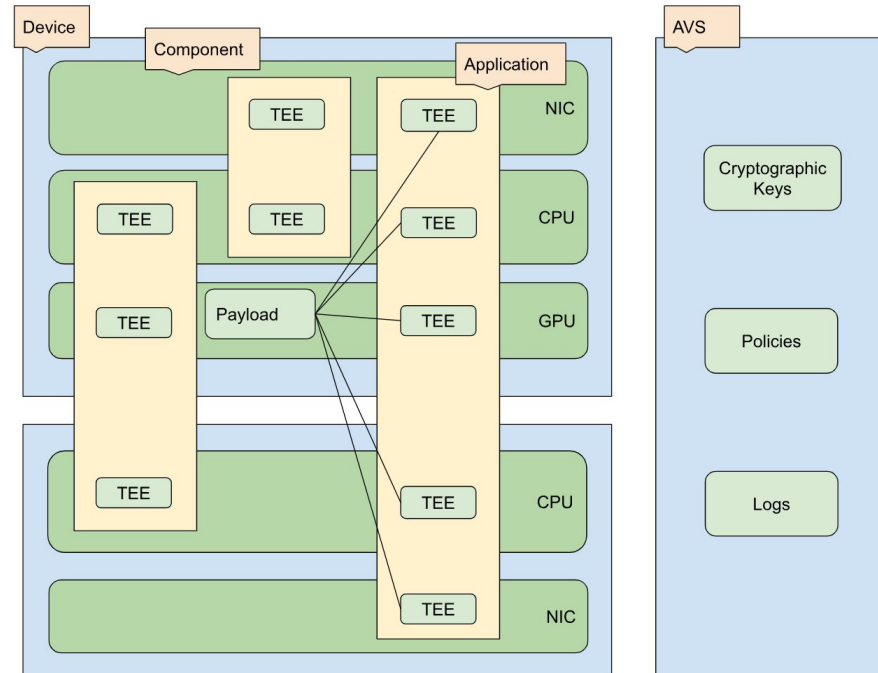 Device
AVS
Component
Application
TEE
TEE
NIC
Cryptographic
Keys
TEE
TEE
TEE
CPU
TEE
Payload
TEE
GPU
Policies
TEE
TEE
CPU
Logs
TEE
NIC